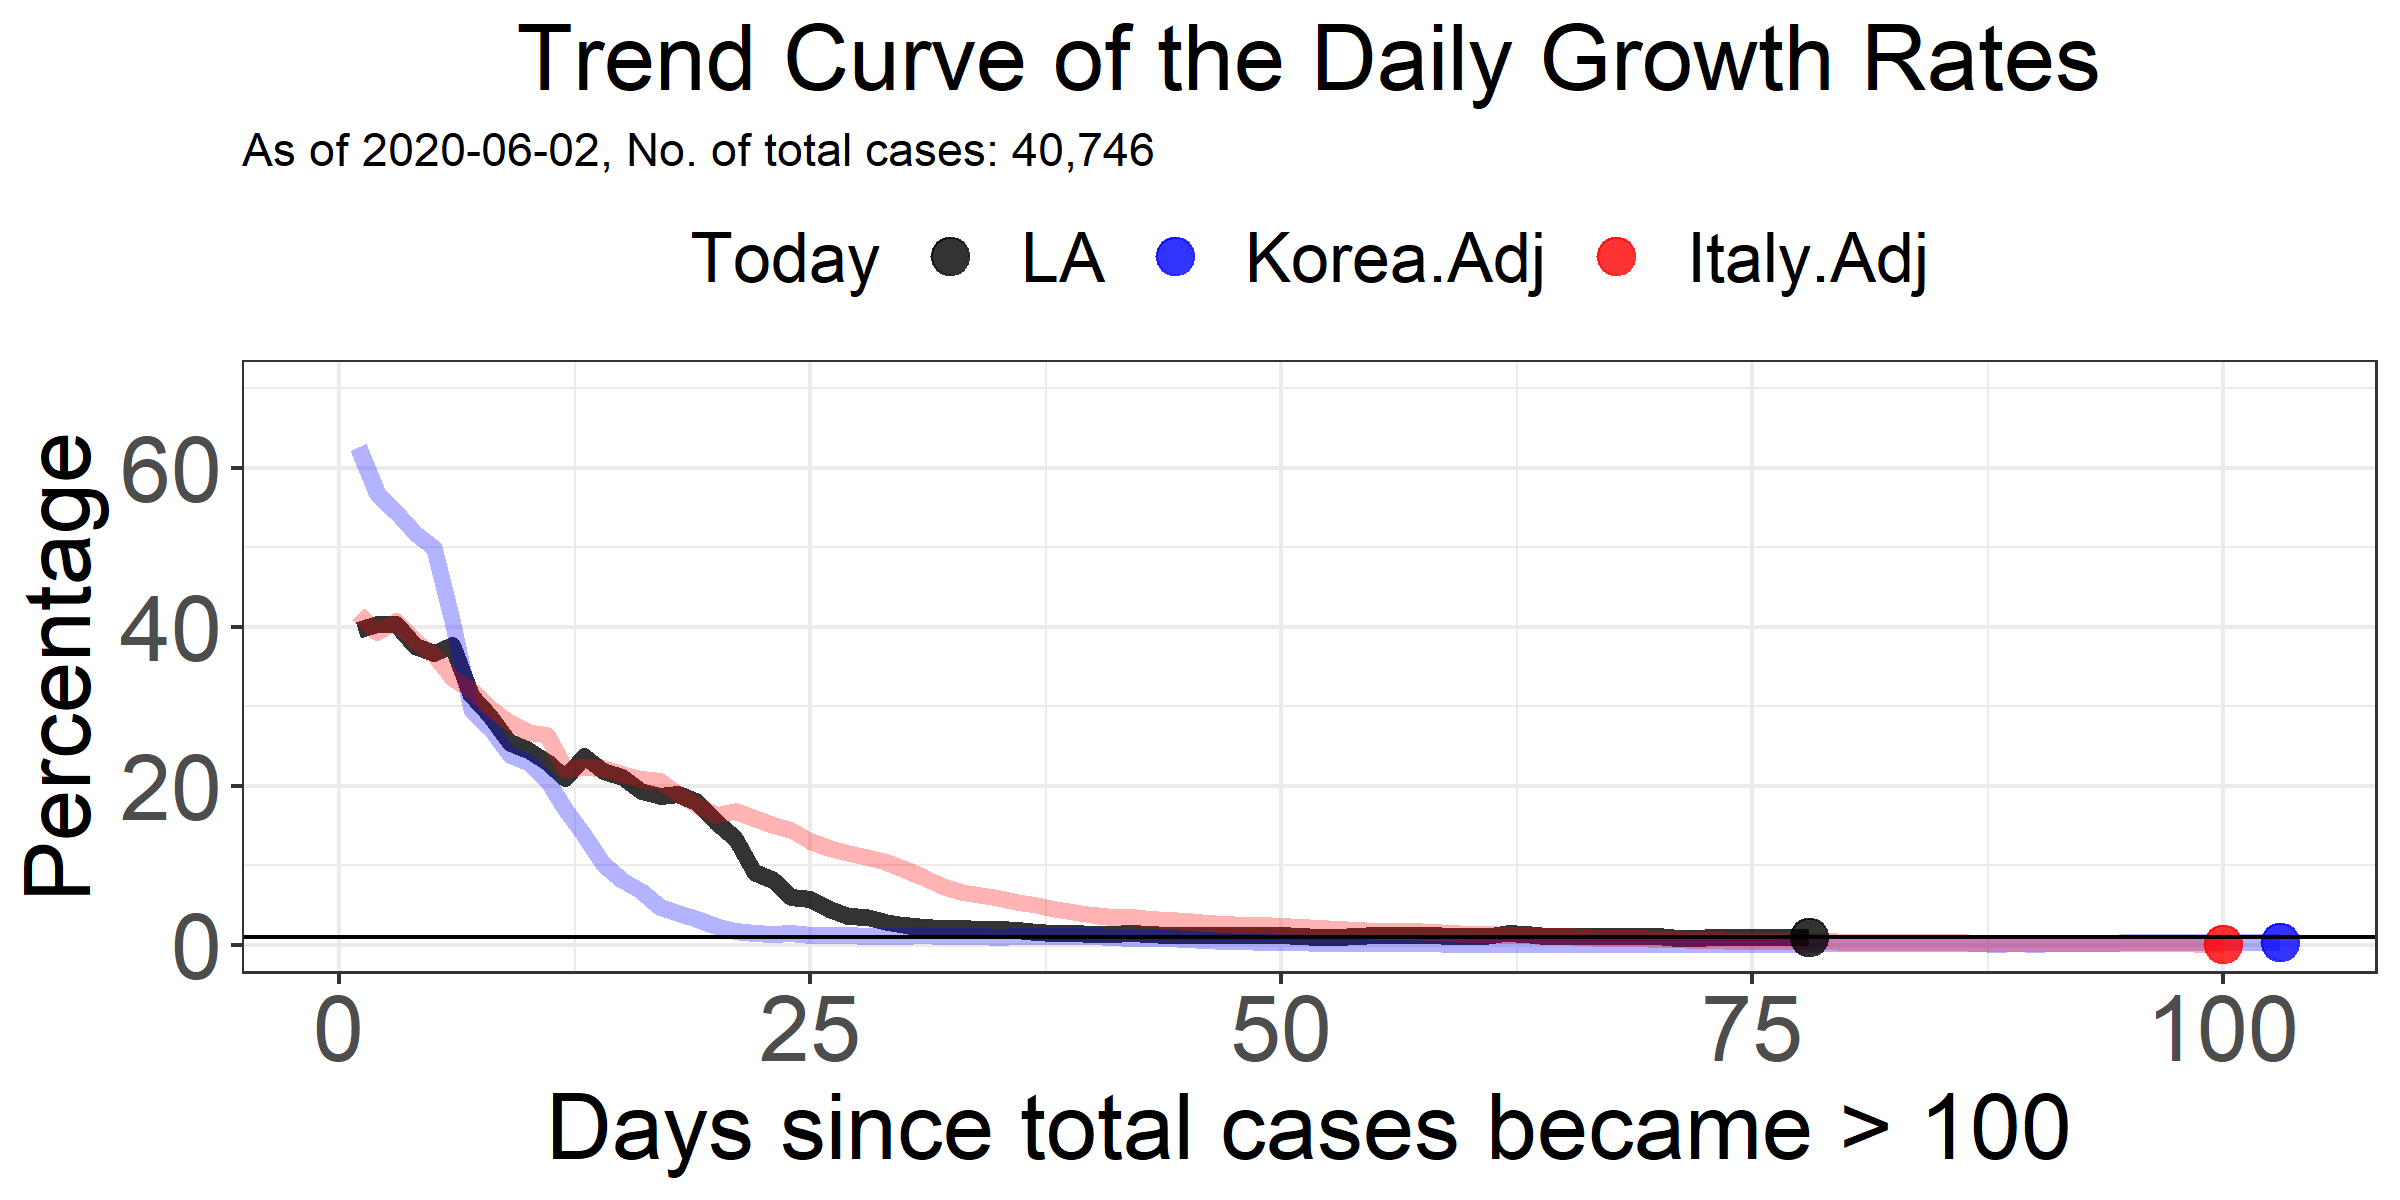 Trend Curve of the Daily Growth Rates
As of 2020-06-02, No. of total cases: 40,746
Today LA Korea.Adj Italy.Adj
Percentage
60
40
20
0
0 25 50 75 100
Days since total cases became > 100